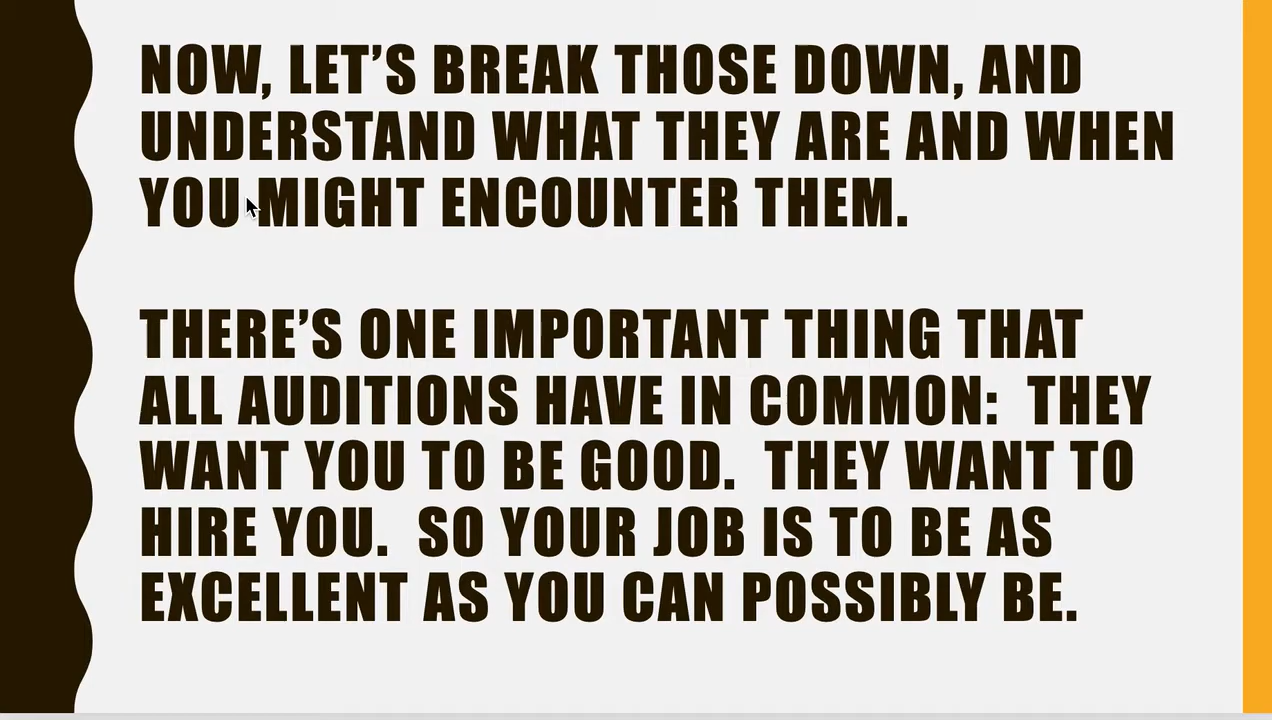 NOW, LET’S BREAK THOSE DOWN, AND
UNDERSTAND WHAT THEY ARE AND WHEN
YOU MIGHT ENCOUNTER THEM.
THERE’S ONE IMPORTANT THING THAT
ALL AUDITIONS HAVE IN COMMON:  THEY
WANT YOU TO BE GOOD.  THEY WANT TO
HIRE YOU.  SO YOUR JOB IS TO BE AS
EXCELLENT AS YOU CAN POSSIBLY BE.